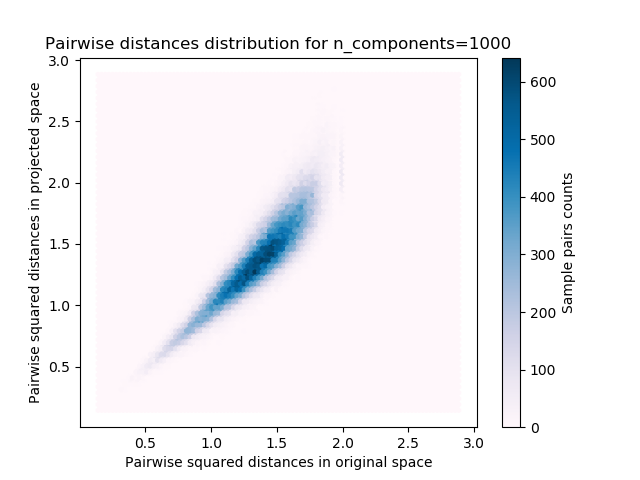 Pairwise distances distribution for n_components=1000
Pairwise squared distances in projected space
3.0
2.5
2.0
1.5
1.0
0.5
0.5 1.0 1.5 2.0 2.5 3.0
Pairwise squared distances in original space
600
500
400
300
200
100
0
Sample pairs counts